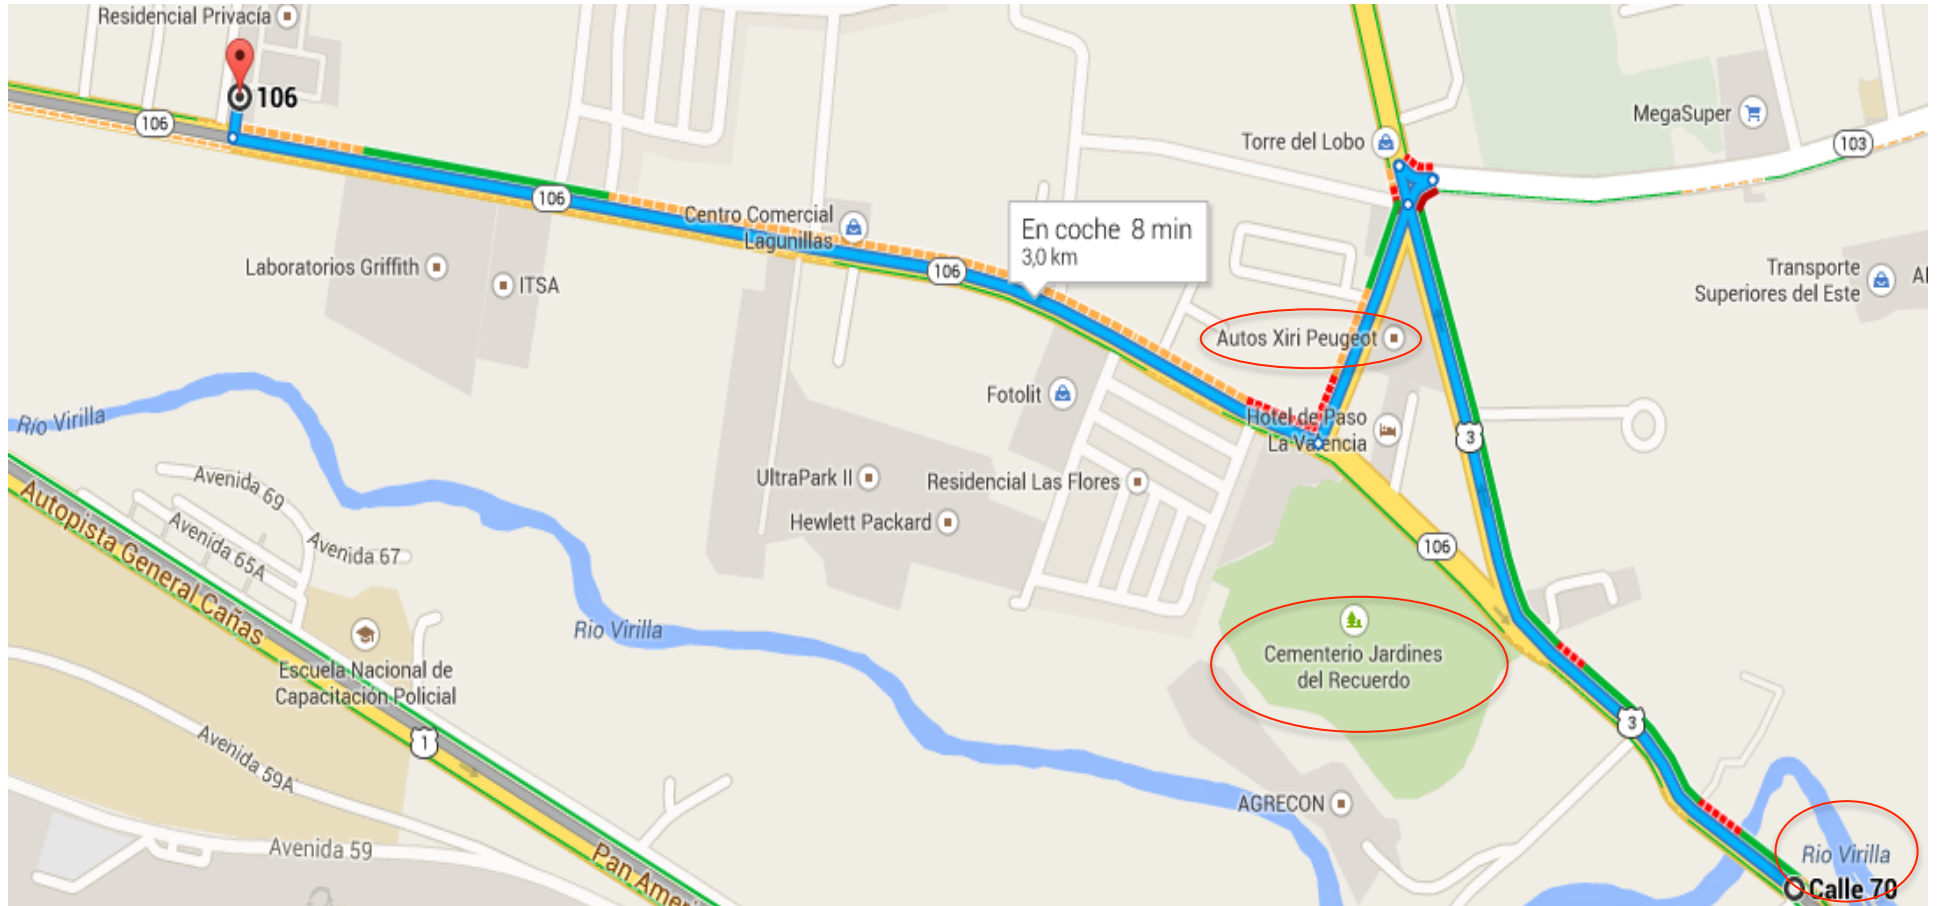 Residencial Privacía
106
106
MegaSuper
Torre del Lobo
103
106
Centro Comercial
Lagunillas
En coche 8 min
3,0 km
Laboratorios Griffith
ITSA
106
Transporte
Superiores del Este
Al
Autos Xiri Peugeot
Fotolit
Río Virilla
Hotel de Paso
La Valencia
3
UltraPark II
Residencial Las Flores
Avenida 69
Hewlett Packard
Avenida 65A
Avenida 67
106
Autopista General Cañas
Rio Virilla
Escuela Nacional de
Capacitación Policial
Cementerio Jardines
del Recuerdo
3
1
Avenida 59A
AGRECON
Avenida 59
Pan Amer
Rio Virilla
Calle 70